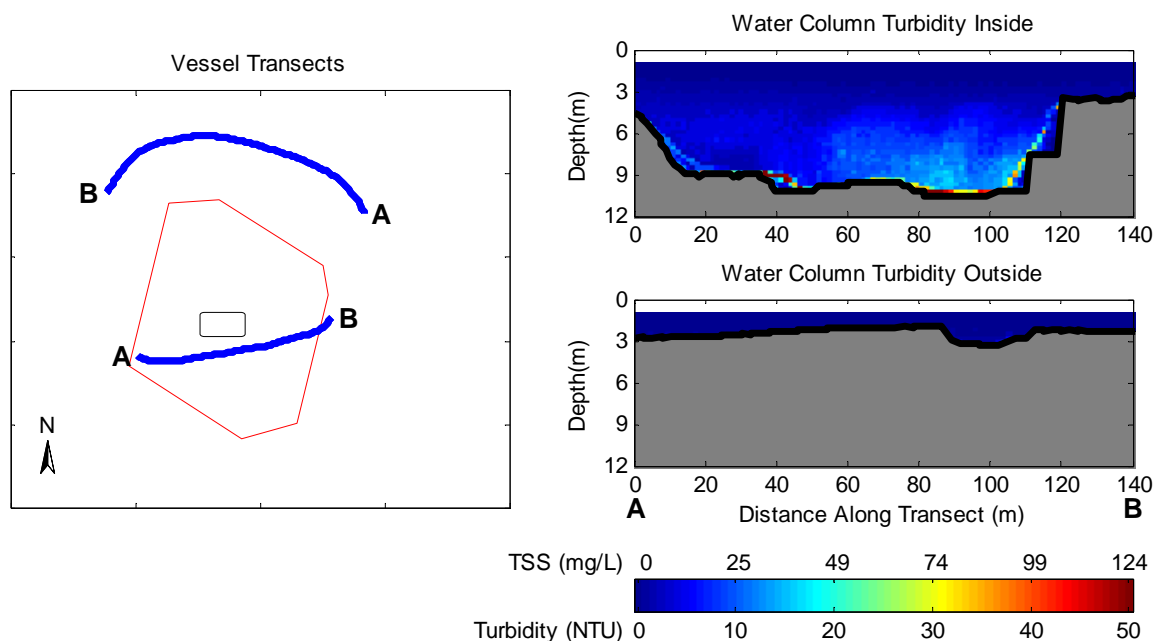 Vessel Transects
B
A
A
B
N
Water Column Turbidity Inside
0
3
6
9
12
Depth(m)
0 20 40 60 80 100 120 140
Water Column Turbidity Outside
0
3
6
9
12
Depth(m)
0 20 40 60 80 100 120 140
A Distance Along Transect (m) B
TSS (mg/L) 0 25 49 74 99 124
Turbidity (NTU) 0 10 20 30 40 50